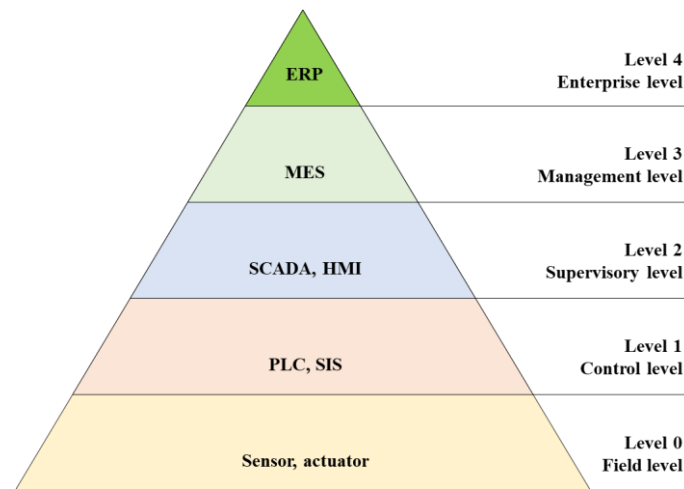 ERP
Level 4
Enterprise level
MES
Level 3
Management level
SCADA, HMI
Level 2
Supervisory level
PLC, SIS
Level 1
Control level
Sensor, actuator
Level 0
Field level